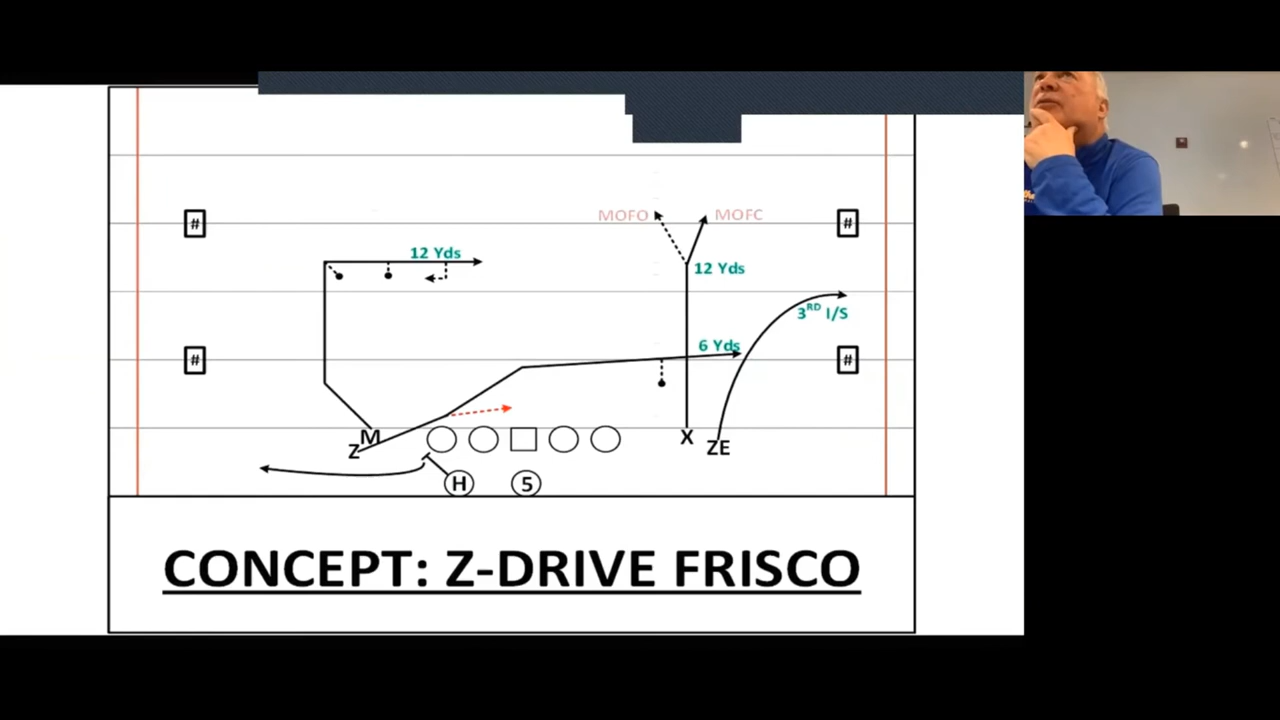 MOFO MOFC
# #
12 Yds
12 Yds
3RD I/S
6 Yds
# #
M X
Z ZE
H 5
CONCEPT: Z-DRIVE FRISCO